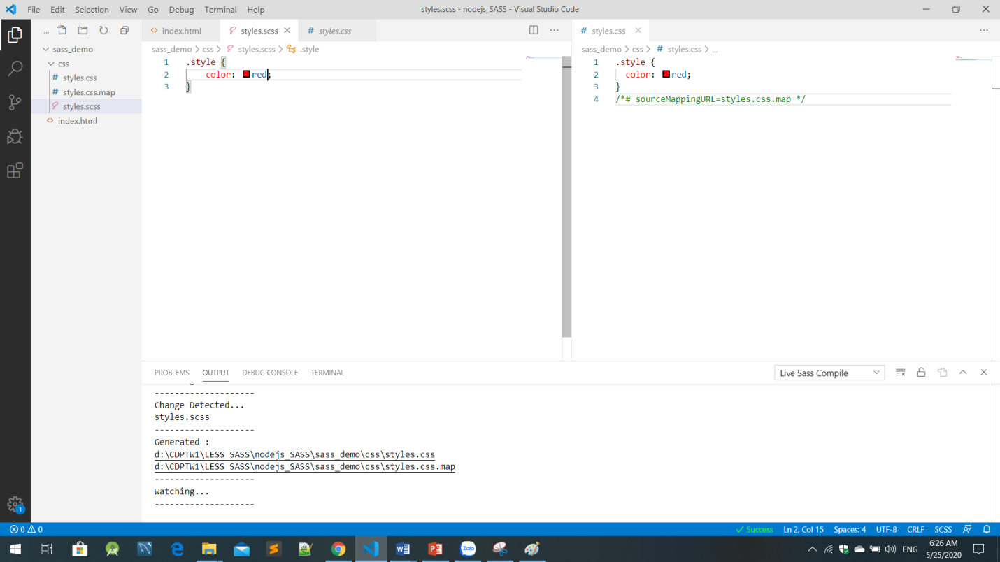 File Edit Selection View Go Debug Terminal Help
styles.scss - nodejs_SASS - Visual Studio Code
...
sass_demo
css
# styles.css
# styles.css.map
styles.scss
<> index.html
<> index.html
styles.scss
# styles.css
sass_demo > css > styles.scss > .style
1 .style {
2 color: red;
3 }
# styles.css
sass_demo > css > # styles.css > ...
1 .style {
2 color: red;
3 }
4 /*# sourceMappingURL=styles.css.map */
PROBLEMS OUTPUT DEBUG CONSOLE TERMINAL
Live Sass Compile
--------------------
Change Detected...
styles.scss
--------------------
Generated :
d:\CDPTW1\LESS SASS\nodejs_SASS\sass_demo\css\styles.css
d:\CDPTW1\LESS SASS\nodejs_SASS\sass_demo\css\styles.css.map
--------------------
Watching...
--------------------
1
0 0
Success Ln 2, Col 15 Spaces: 4 UTF-8 CRLF SCSS
Zalo
ENG
6:26 AM
5/25/2020